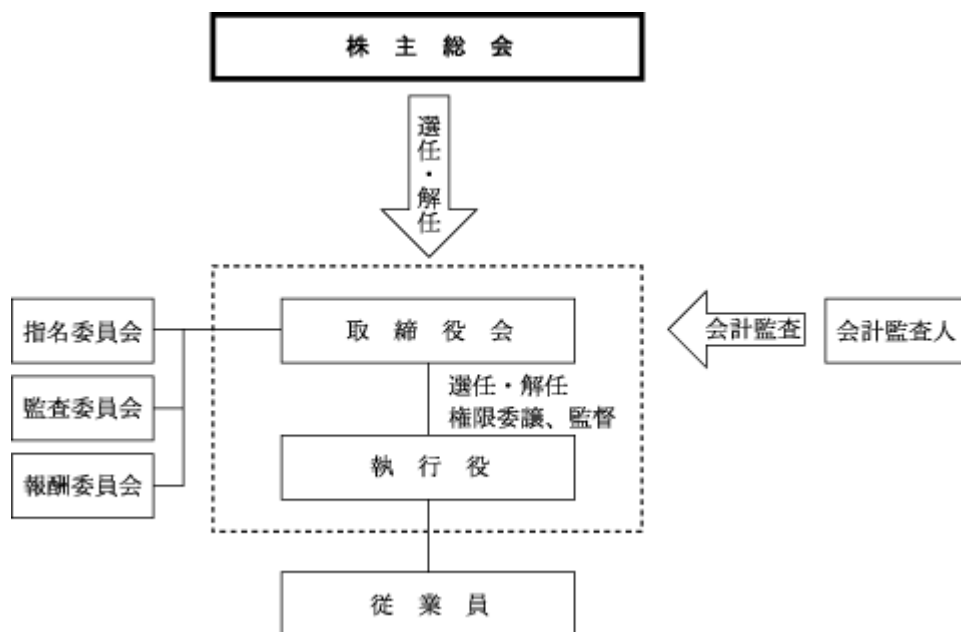 株主総会
選任・解任
指名委員会
取締役会
会計監査
会計監査人
選任・解任
権限委譲、監督
監査委員会
執行役
報酬委員会
従業員